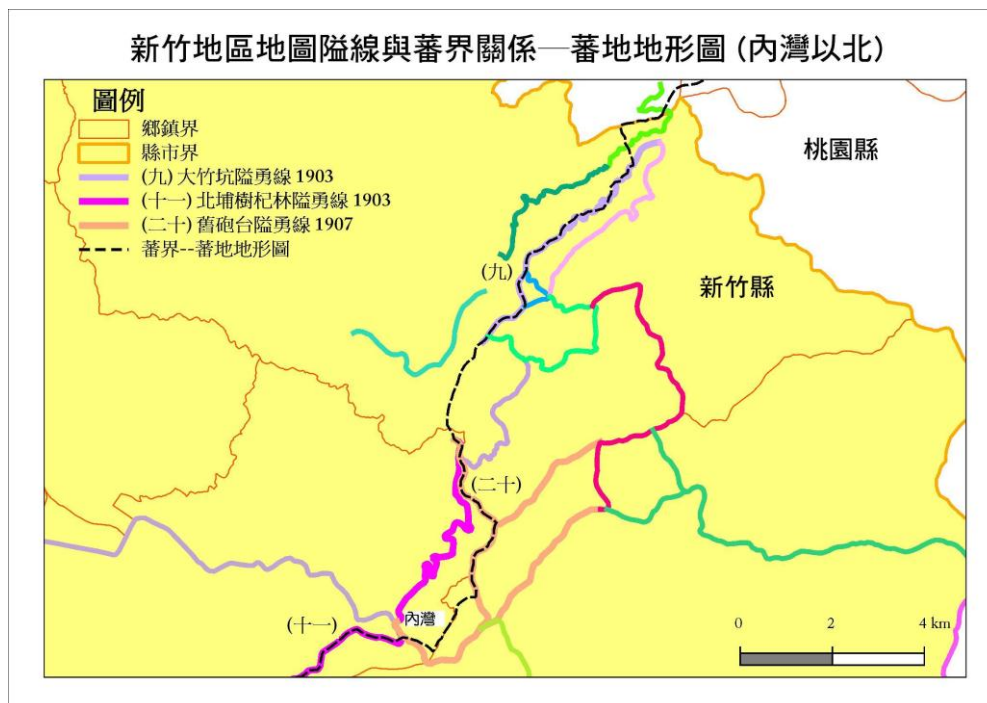 新竹地區地圖隘線與蕃界關係—蕃地地形圖 (內灣以北)
圖例
鄉鎮界
縣市界
(九) 大竹坑隘勇線 1903
(十一) 北埔樹杞林隘勇線 1903
(二十) 舊砲台隘勇線 1907
蕃界--蕃地地形圖
桃園縣
(九)
新竹縣
(二十)
內灣
(十一)
0 2 4 km